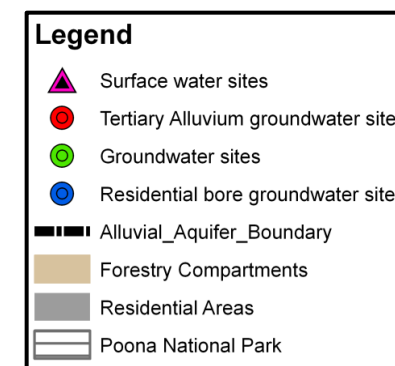 Legend
Surface water sites
Tertiary Alluvium groundwater site
Groundwater sites
Residential bore groundwater site
Alluvial_Aquifer_Boundary
Forestry Compartments
Residential Areas
Poona National Park